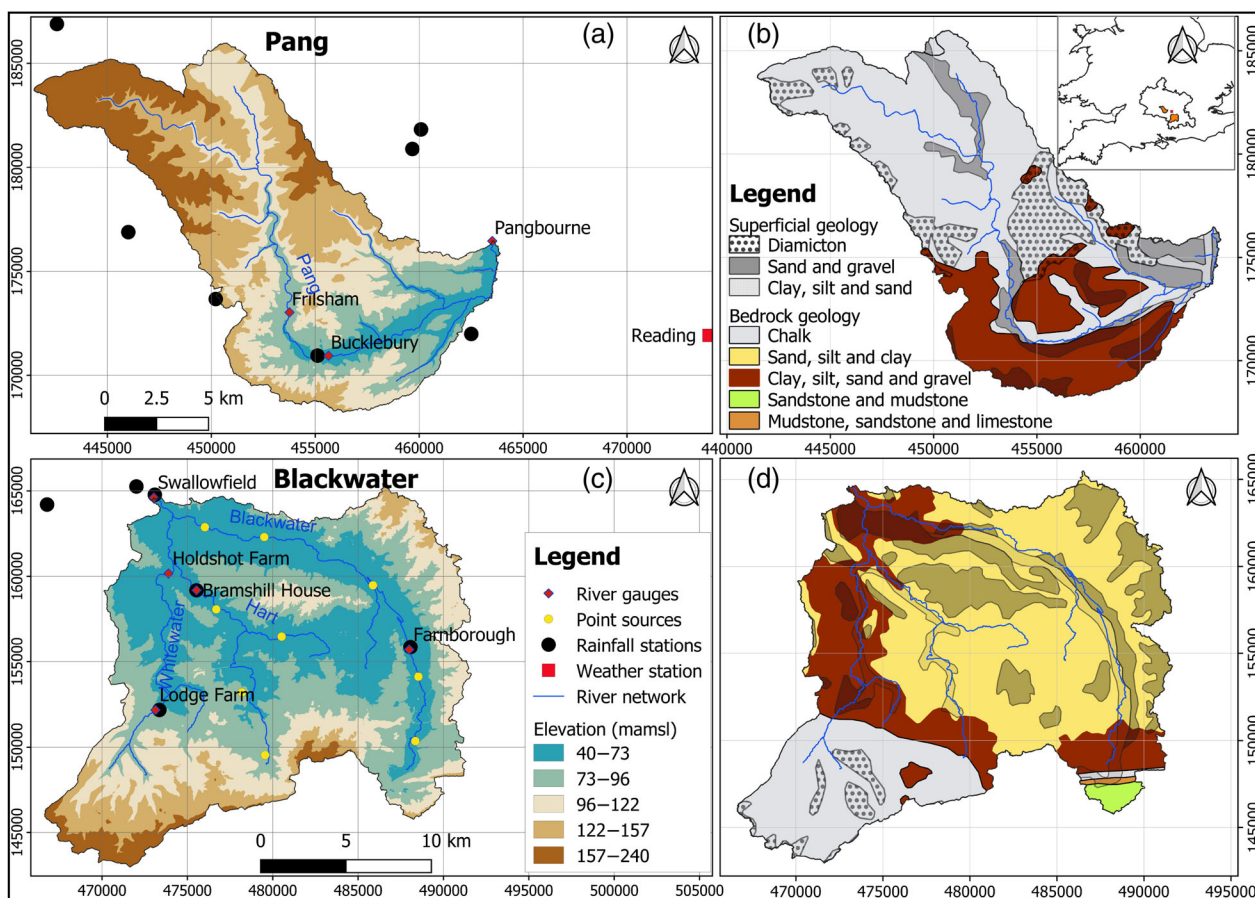 Pang
(a)
185000
180000
175000
170000
Pangbourne
Pang
Frilsham
Bucklebury
Reading
0 2.5 5 km
445000 450000 455000 460000 465000 470000
(b)
Legend
Superficial geology
Diamicton
Sand and gravel
Clay, silt and sand
Bedrock geology
Chalk
Sand, silt and clay
Clay, silt, sand and gravel
Sandstone and mudstone
Mudstone, sandstone and limestone
185000
180000
175000
170000
440000 445000 450000 455000 460000
Blackwater
(c)
165000
160000
155000
150000
145000
Swallowfield
Blackwater
Holdshot Farm
Bramshill House
Hart
Whitewater
Farnborough
Lodge Farm
0 5 10 km
Legend
River gauges
Point sources
Rainfall stations
Weather station
River network
Elevation (mamsl)
40−73
73−96
96−122
122−157
157−240
470000 475000 480000 485000 490000 495000 500000 505000
(d)
165000
160000
155000
150000
145000
470000 475000 480000 485000 490000 495000